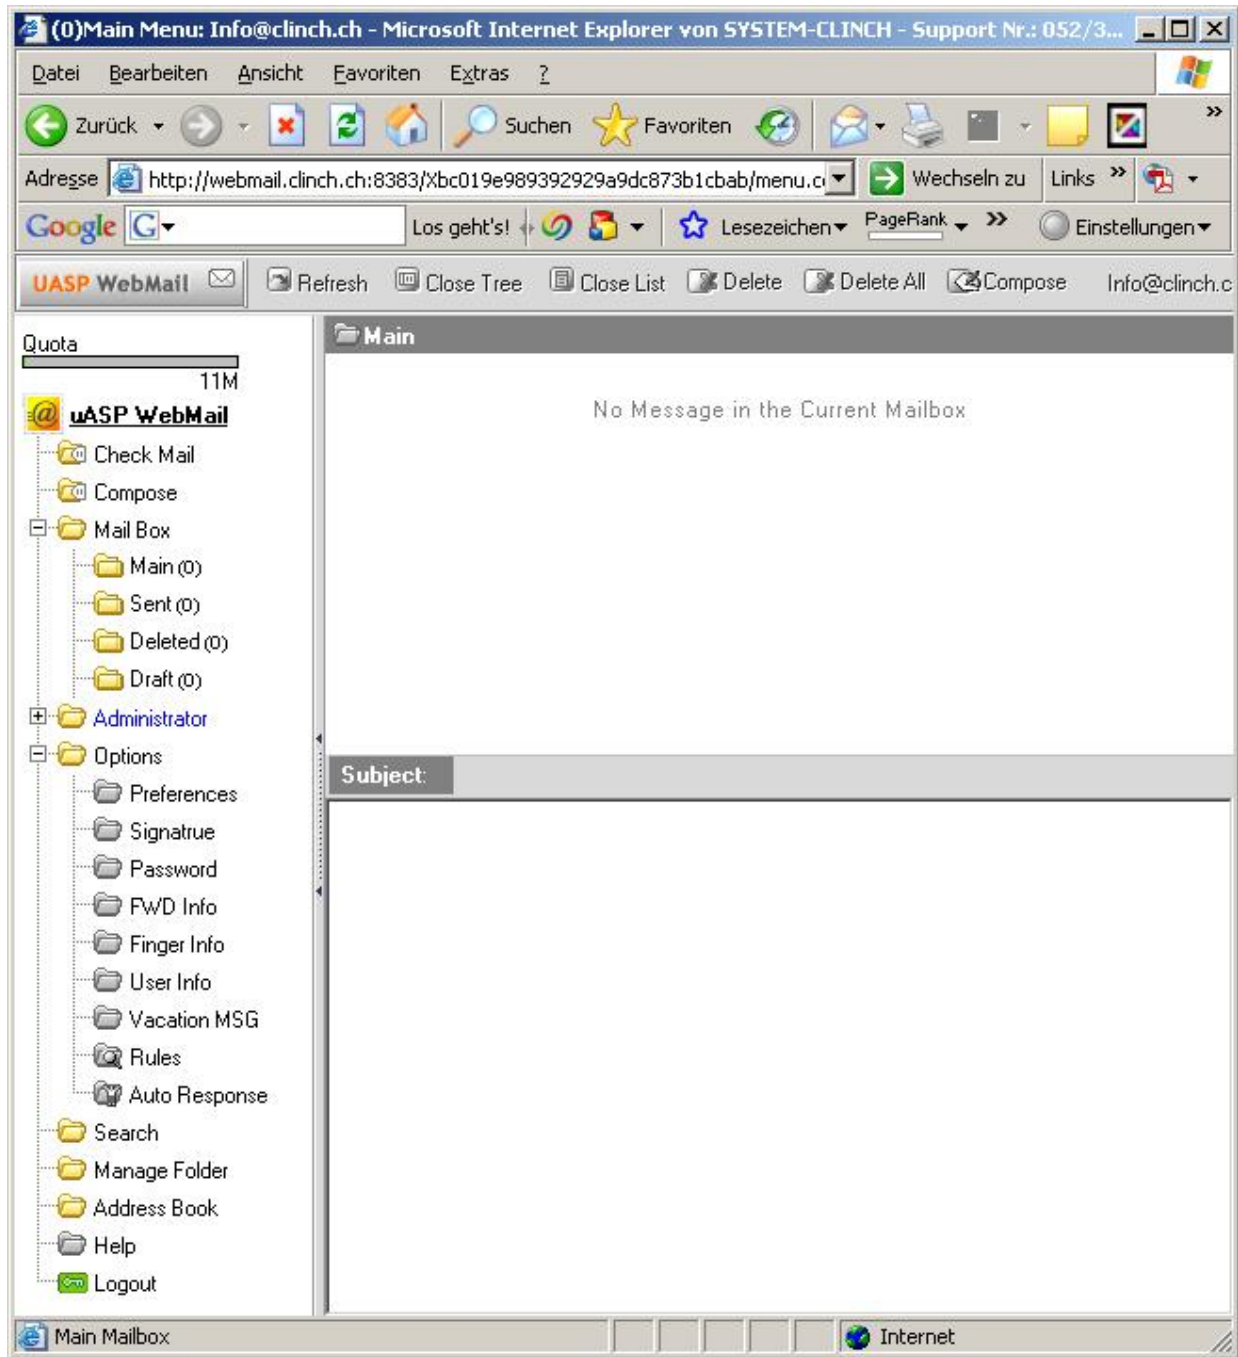 (0)Main Menu: Info@clinch.ch - Microsoft Internet Explorer von SYSTEM-CLINCH - Support Nr.: 052/3...
Datei Bearbeiten Ansicht Favoriten Extras ?
Zurück Suchen Favoriten »
Adresse http://webmail.clinch.ch:8383/Xbc019e989392929a9dc873b1cbab/menu.c Wechseln zu Links »
Google G Los geht's! Lesezeichen PageRank » Einstellungen
UASP WebMail Refresh Close Tree Close List Delete Delete All Compose Info@clinch.c
Quota
11M
uASP WebMail
Check Mail
Compose
Mail Box
Main (0)
Sent (0)
Deleted (0)
Draft (0)
Administrator
Options
Preferences
Signatrue
Password
FWD Info
Finger Info
User Info
Vacation MSG
Rules
Auto Response
Search
Manage Folder
Address Book
Help
Logout
Main
No Message in the Current Mailbox
Subject:
Main Mailbox Internet